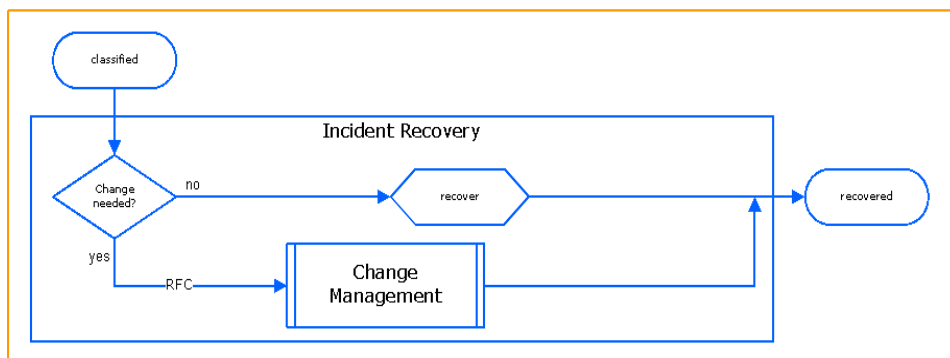 classified
Incident Recovery
Change
needed?
no
recover
recovered
yes
RFC
Change
Management